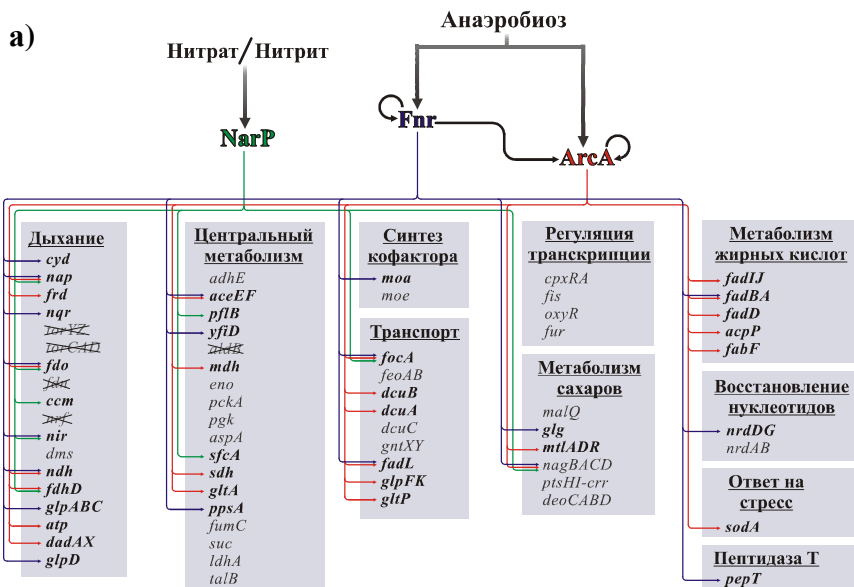 а)
Анаэробиоз
Нитрат/Нитрит
Fnr
NarP
ArcA
Дыхание
cyd
nap
frd
nqr
torYZ
torCAD
fdo
fdn
ccm
nrf
nir
dms
ndh
fdhD
glpABC
atp
dadAX
glpD
Центральный
метаболизм
adhE
aceEF
pflB
yfiD
aldB
mdh
eno
pckA
pgk
aspA
sfcA
sdh
gltA
ppsA
fumC
suc
ldhA
talB
Синтез
кофактора
moa
moe
Транспорт
focA
feoAB
dcuB
dcuA
dcuC
gntXY
fadL
glpFK
gltP
Регуляция
транскрипции
cpxRA
fis
oxyR
fur
Метаболизм
сахаров
malQ
glg
mtlADR
nagBACD
ptsHI-crr
deoCABD
Метаболизм
жирных кислот
fadIJ
fadBA
fadD
acpP
fabF
Восстановление
нуклеотидов
nrdDG
nrdAB
Ответ на
стресс
sodA
Пептидаза Т
pepT